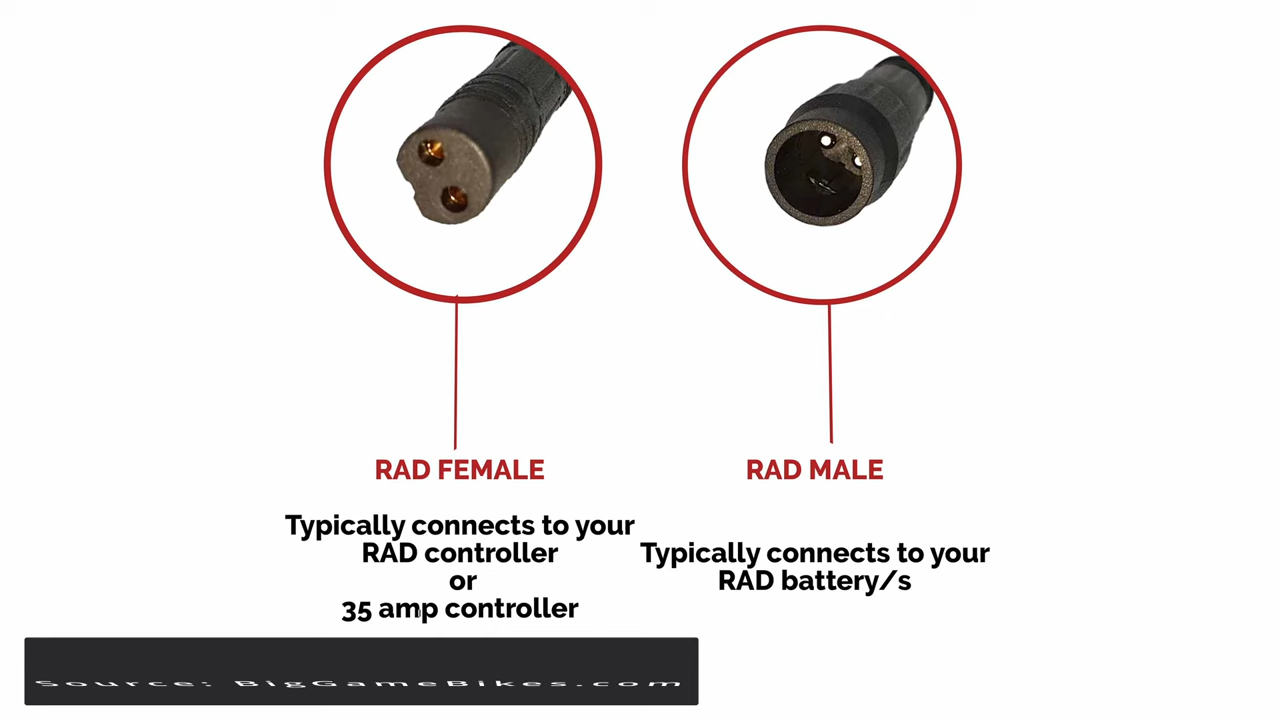 RAD FEMALE
Typically connects to your
RAD controller
or
35 amp controller
RAD MALE
Typically connects to your
RAD battery/s
Source: BigGameBikes.com